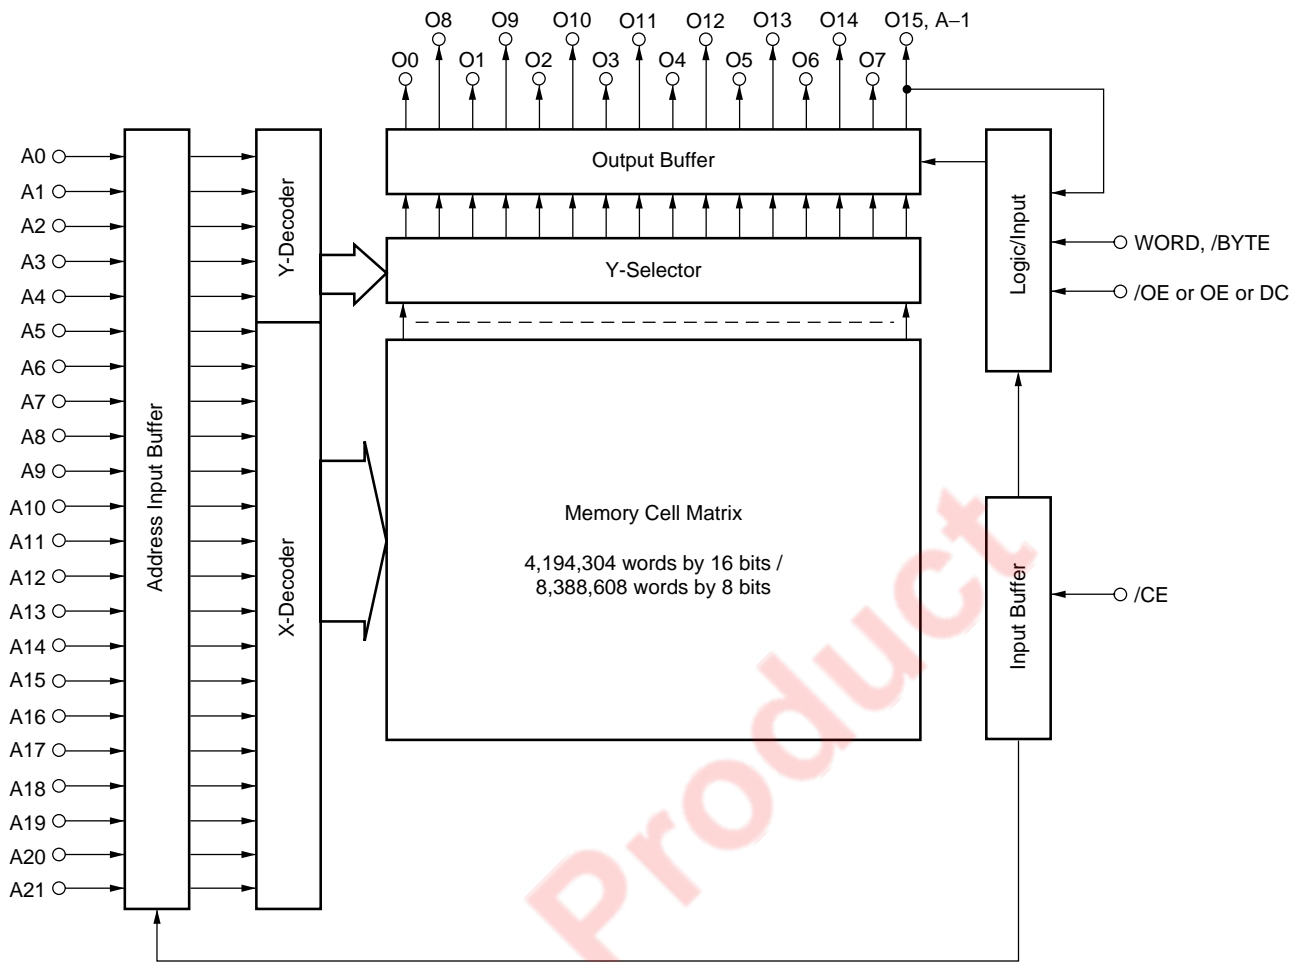 O8 O9 O10 O11 O12 O13 O14 O15, A–1
O0 O1 O2 O3 O4 O5 O6 O7
A0
A1
A2
A3
A4
A5
A6
A7
A8
A9
A10
A11
A12
A13
A14
A15
A16
A17
A18
A19
A20
A21
Address Input Buffer
Y-Decoder
X-Decoder
Output Buffer
Y-Selector
Memory Cell Matrix
4,194,304 words by 16 bits /
8,388,608 words by 8 bits
Logic/Input
WORD, /BYTE
/OE or OE or DC
Input Buffer
/CE
Product